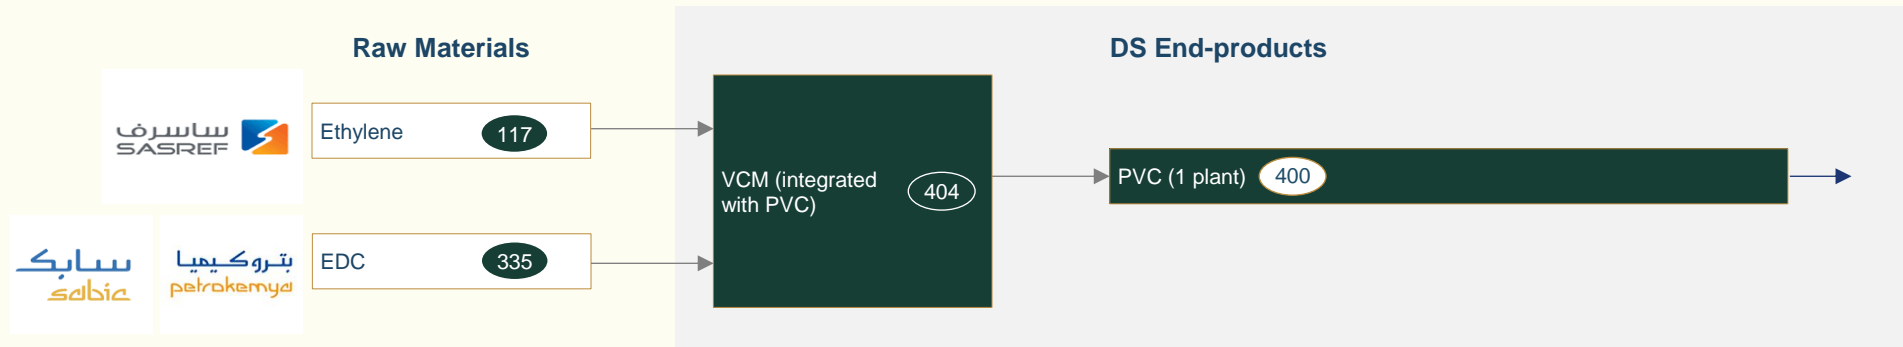 Raw Materials
DS End-products
ساسرف
SASREF
Ethylene
117
VCM (integrated
with PVC)
404
PVC (1 plant)
400
سابك
sabic
بتروكيميا
petrokemya
EDC
335